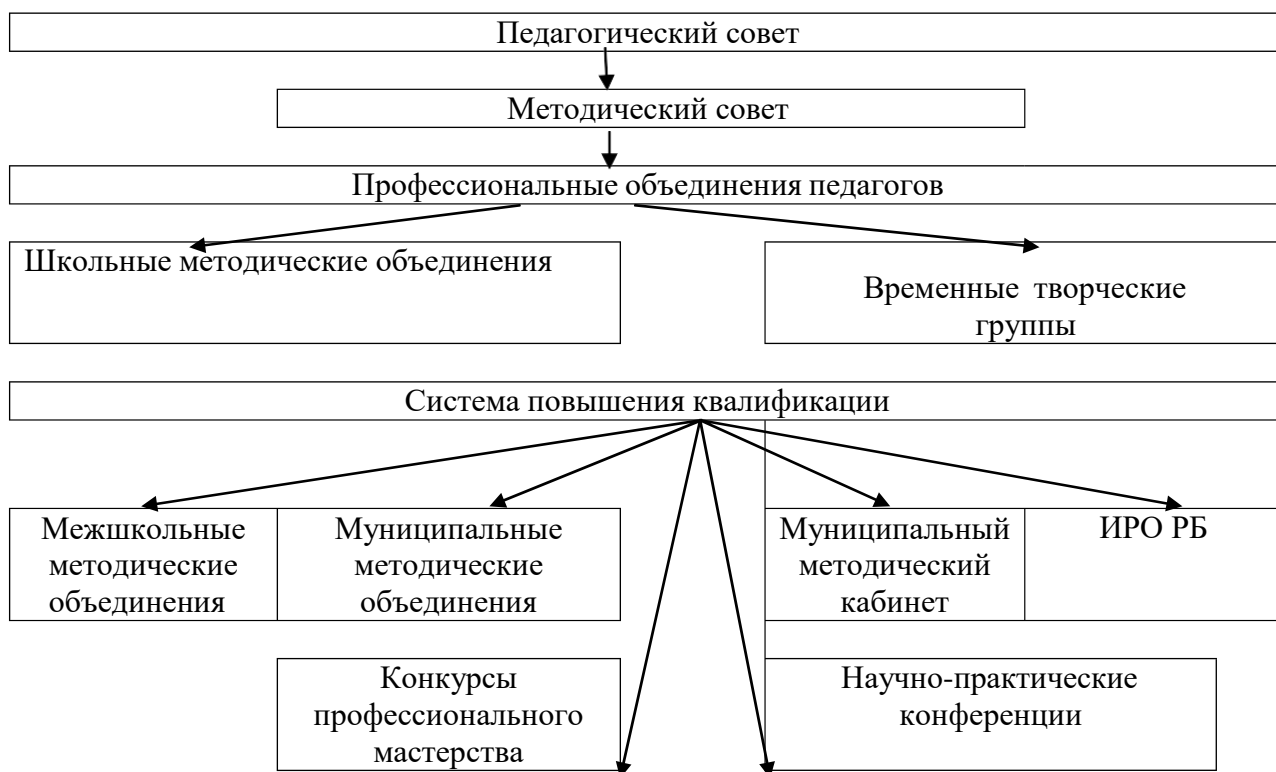 Педагогический совет
Методический совет
Профессиональные объединения педагогов
Школьные методические объединения
Временные творческие
группы
Система повышения квалификации
Межшкольные
методические
объединения
Муниципальные
методические
объединения
Муниципальный
методический
кабинет
ИРО РБ
Конкурсы
профессионального
мастерства
Научно-практические
конференции